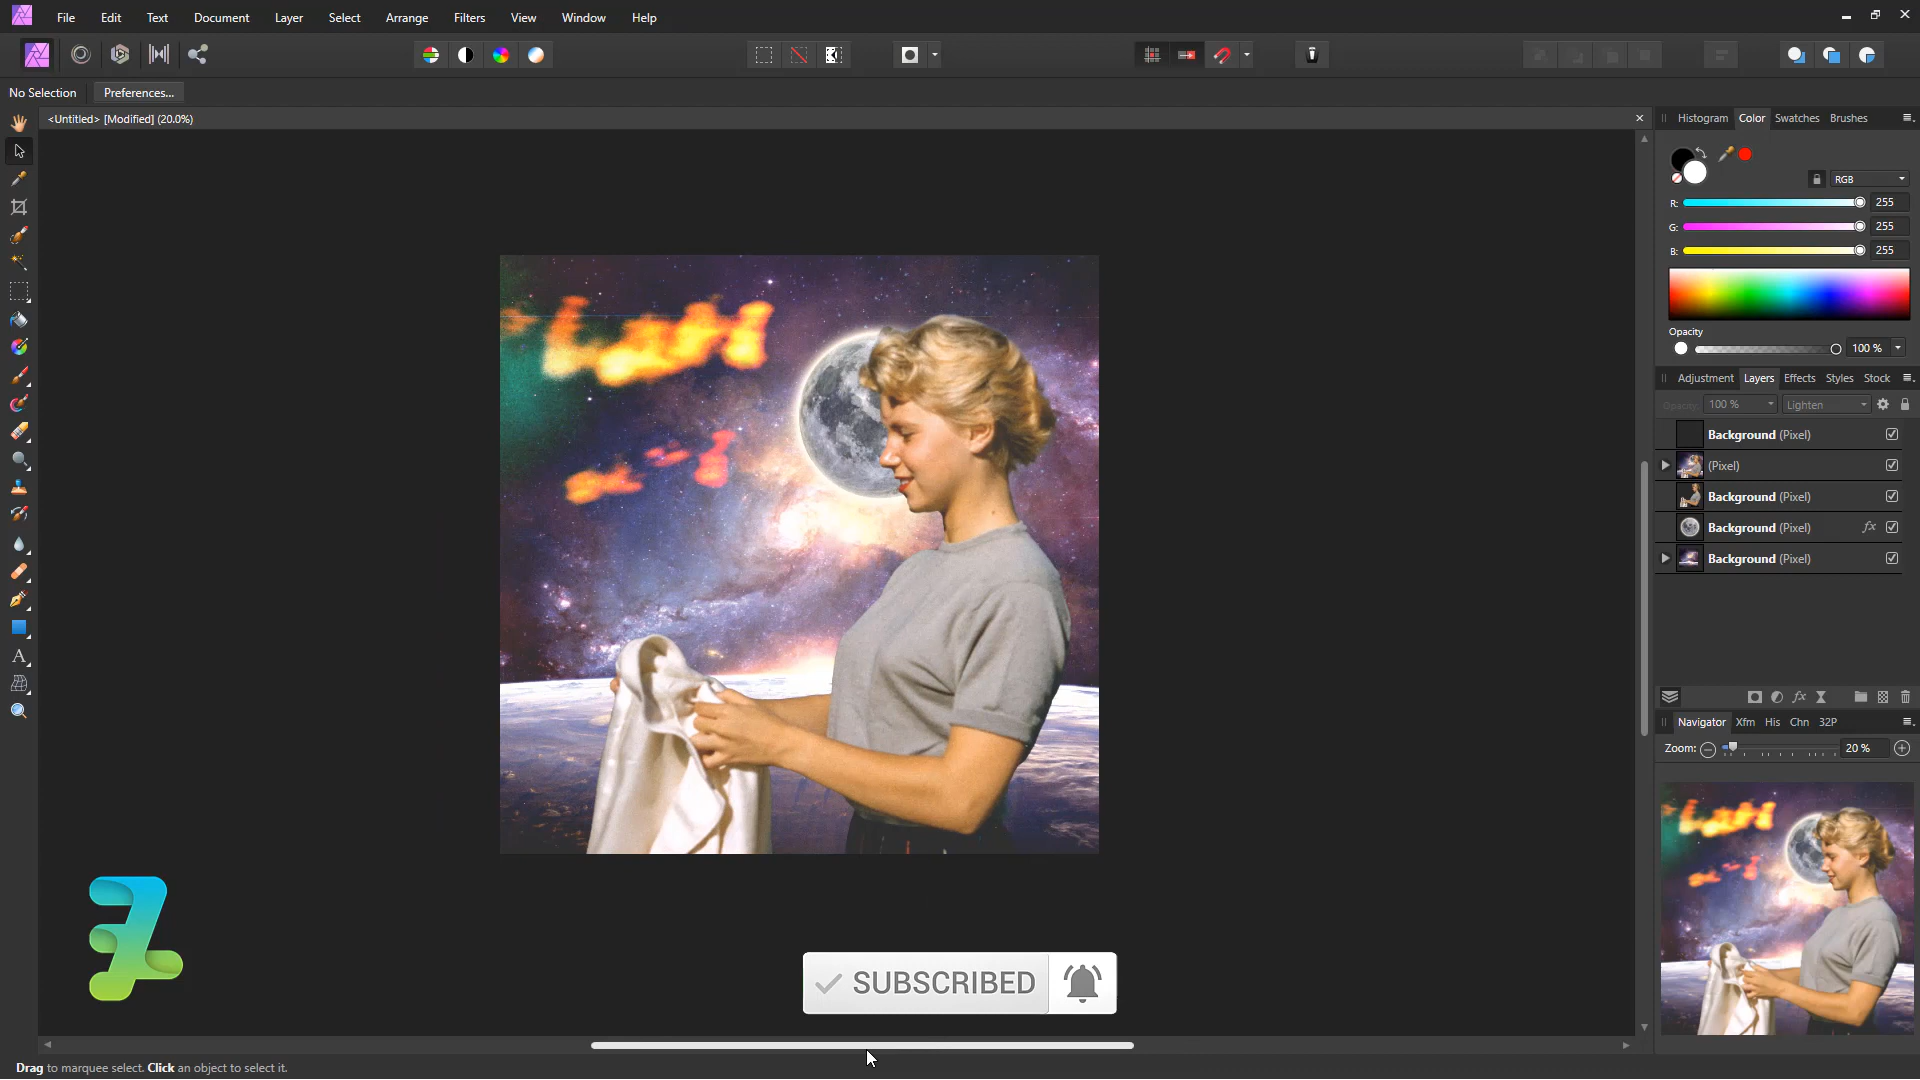 File Edit Text Document Layer Select Arrange Filters View Window Help
No Selection Preferences...
<Untitled> [Modified] (20.0%)
Histogram Color Swatches Brushes
RGB
R: 255
G: 255
B: 255
Opacity
100 %
Adjustment Layers Effects Styles Stock
Opacity: 100 % Lighten
Background (Pixel)
(Pixel)
Background (Pixel)
Background (Pixel) fx
Background (Pixel)
fx
Navigator Xfm His Chn 32P
Zoom: 20 %
SUBSCRIBED
Drag to marquee select. Click an object to select it.